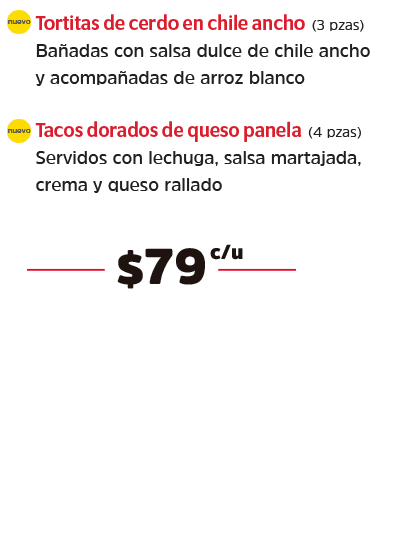 nuevo Tortitas de cerdo en chile ancho (3 pzas)
Bañadas con salsa dulce de chile ancho
y acompañadas de arroz blanco
nuevo Tacos dorados de queso panela (4 pzas)
Servidos con lechuga, salsa martajada,
crema y queso rallado
$79 c/u